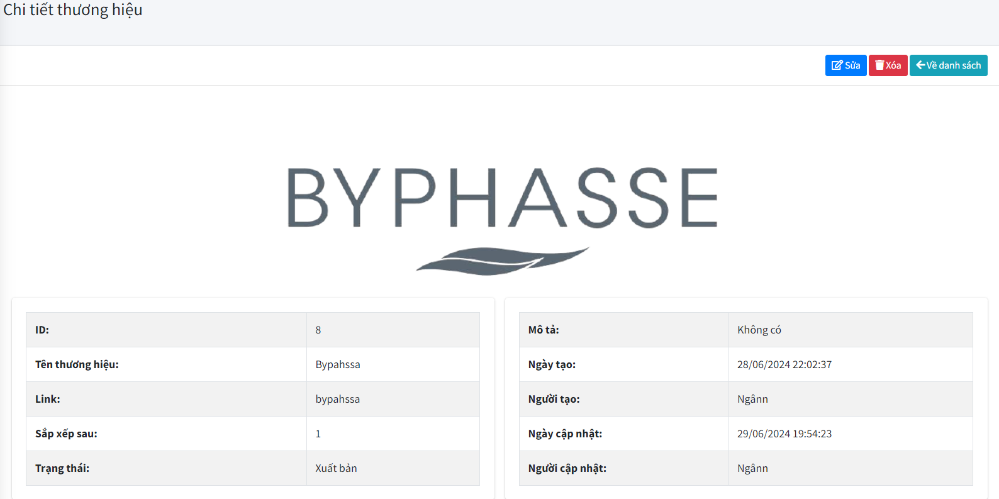 Chi tiết thương hiệu
Sửa Xóa Về danh sách
BYPHASSE
ID: 8
Tên thương hiệu: Bypahssa
Link: bypahssa
Sắp xếp sau: 1
Trạng thái: Xuất bản
Mô tả: Không có
Ngày tạo: 28/06/2024 22:02:37
Người tạo: Ngânn
Ngày cập nhật: 29/06/2024 19:54:23
Người cập nhật: Ngânn